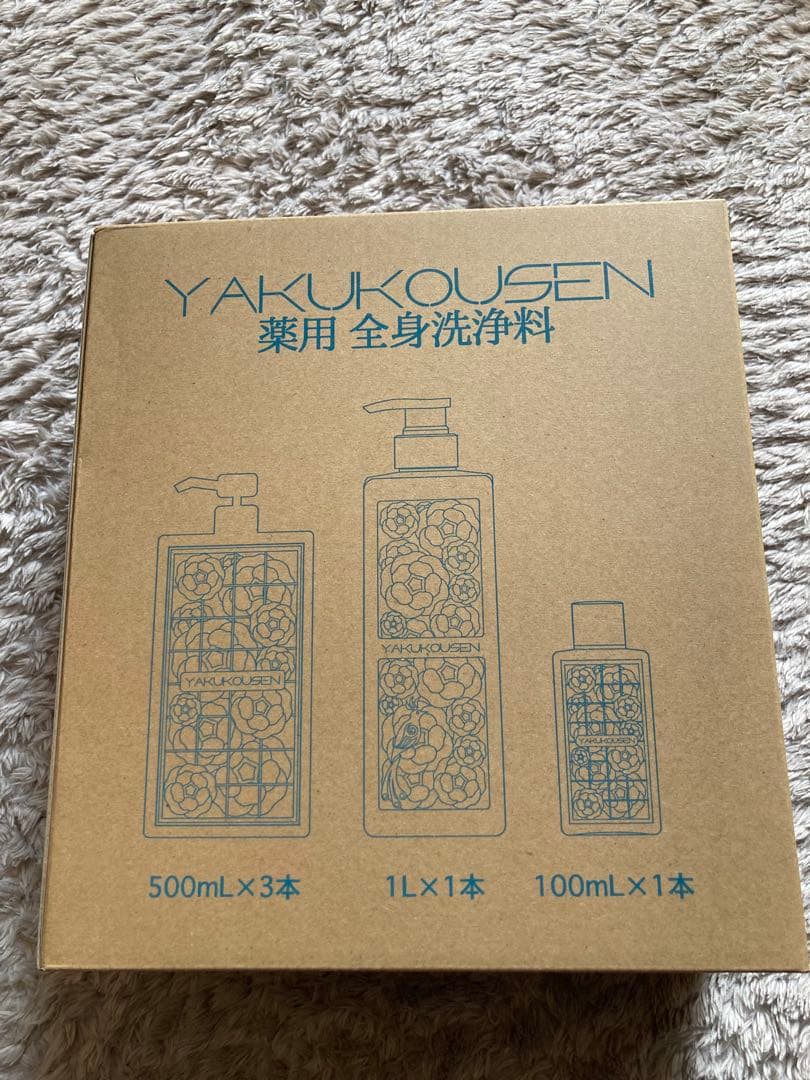 YAKUKOUSEN
薬用 全身洗浄料
YAKUKOUSEN
YAKUKOUSEN
YAKUKOUSEN
500mL×3本
1L×1本
100mL×1本